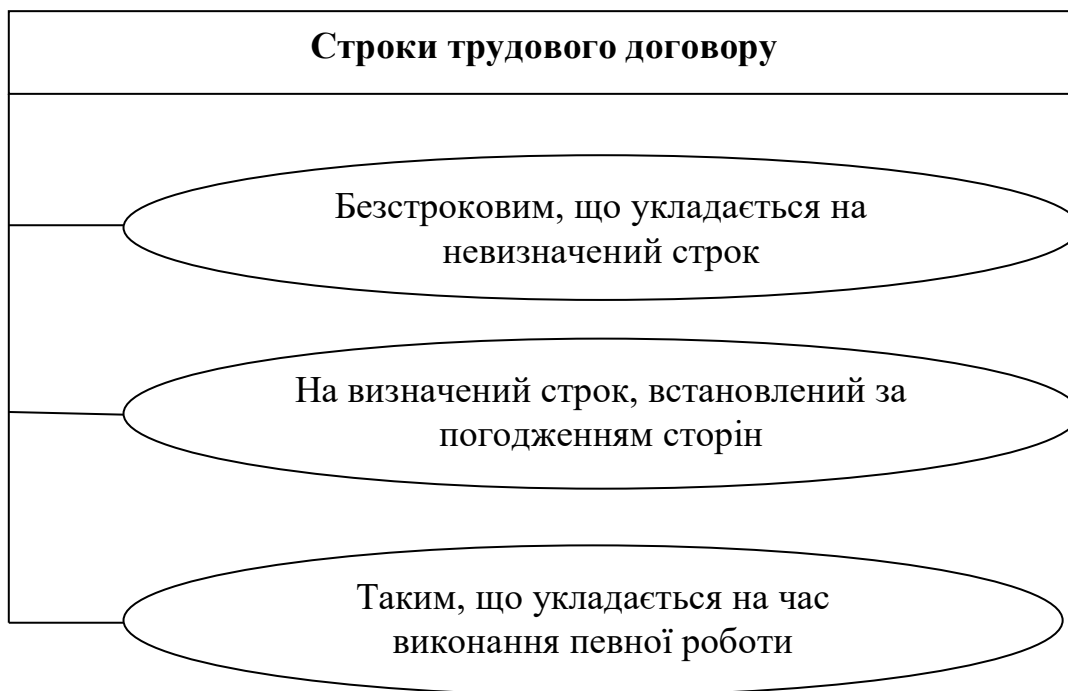 Строки трудового договору
Безстроковим, що укладається на
невизначений строк
На визначений строк, встановлений за
погодженням сторін
Таким, що укладається на час
виконання певної роботи